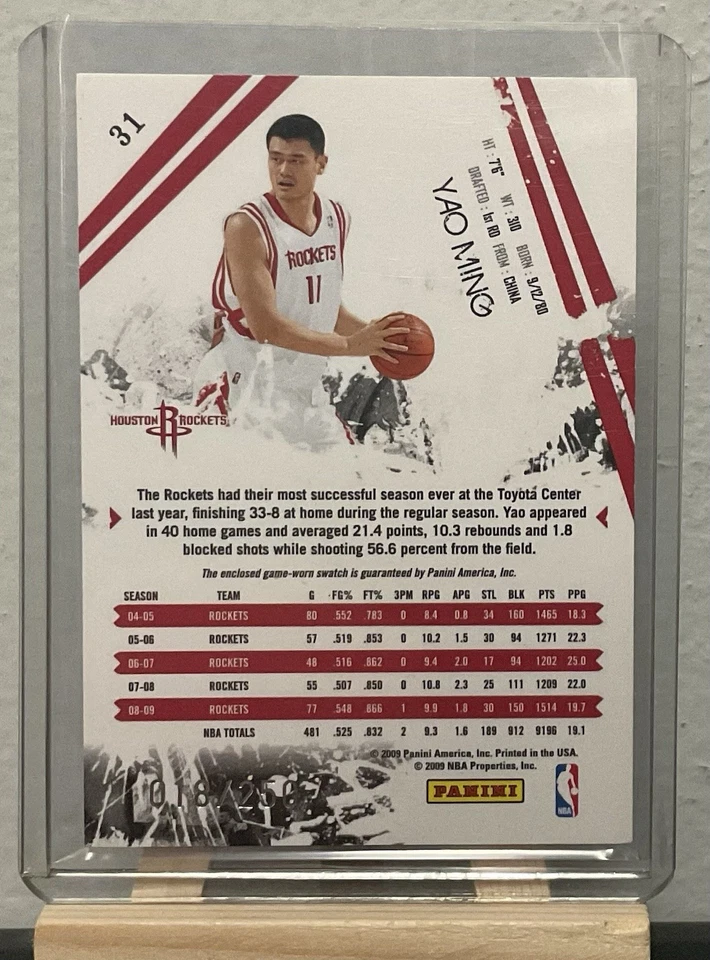 31
HT : 7'6" WT : 310 BORN : 9/12/80
DRAFTED : 1st RD FROM : CHINA
YAO MING
ROCKETS
11
HOUSTON ROCKETS
The Rockets had their most successful season ever at the Toyota Center
last year, finishing 33-8 at home during the regular season. Yao appeared
in 40 home games and averaged 21.4 points, 10.3 rebounds and 1.8
blocked shots while shooting 56.6 percent from the field.
The enclosed game-worn swatch is guaranteed by Panini America, Inc.
SEASON TEAM G FG% FT% 3PM RPG APG STL BLK PTS PPG
04-05 ROCKETS 80 .552 .783 0 8.4 0.8 34 160 1465 18.3
05-06 ROCKETS 57 .519 .853 0 10.2 1.5 30 94 1271 22.3
06-07 ROCKETS 48 .516 .862 0 9.4 2.0 17 94 1202 25.0
07-08 ROCKETS 55 .507 .850 0 10.8 2.3 25 111 1209 22.0
08-09 ROCKETS 77 .548 .866 1 9.9 1.8 30 150 1514 19.7
NBA TOTALS 481 .525 .832 2 9.3 1.6 189 912 9196 19.1
© 2009 Panini America, Inc. Printed in the USA.
© 2009 NBA Properties, Inc.
018/250
PANINI
NBA